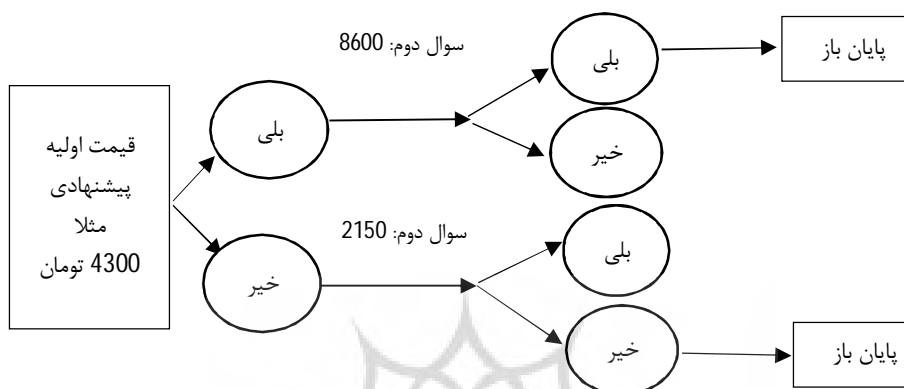 قیمت اولیه
پیشنهادی
مثلا
4300 تومان
بلی
سوال دوم: 8600
بلی
پایان باز
خیر
خیر
سوال دوم: 2150
بلی
خیر
پایان باز